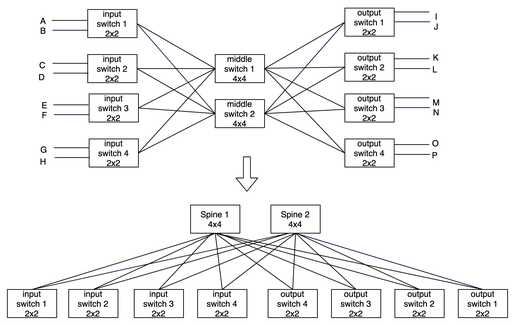 A
B
input
switch 1
2x2
C
D
input
switch 2
2x2
E
F
input
switch 3
2x2
G
H
input
switch 4
2x2
middle
switch 1
4x4
middle
switch 2
4x4
output
switch 1
2x2
I
J
output
switch 2
2x2
K
L
output
switch 3
2x2
M
N
output
switch 4
2x2
O
P
Spine 1
4x4
Spine 2
4x4
input
switch 1
2x2
input
switch 2
2x2
input
switch 3
2x2
input
switch 4
2x2
output
switch 4
2x2
output
switch 3
2x2
output
switch 2
2x2
output
switch 1
2x2